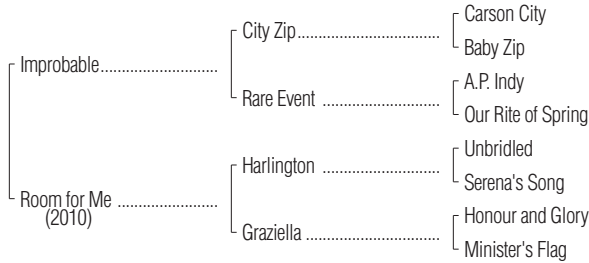 Carson City
City Zip..............................
Baby Zip
Improbable.........................
A.P. Indy
Rare Event .........................
Our Rite of Spring
Unbridled
Harlington .........................
Serena's Song
Room for Me .....................
(2010)
Honour and Glory
Graziella ............................
Minister's Flag